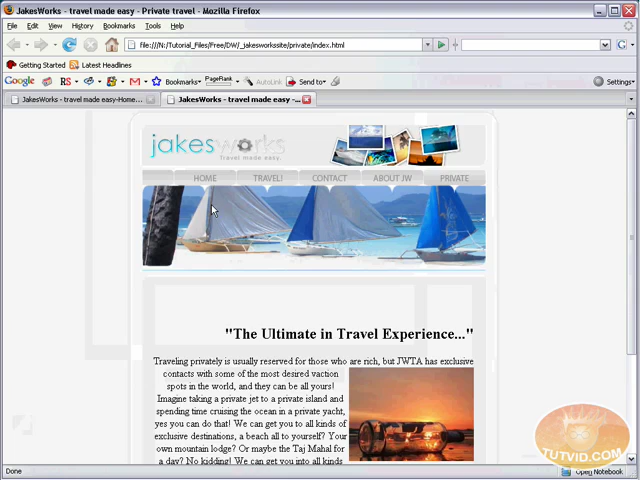 JakesWorks - travel made easy - Private travel - Mozilla Firefox
File Edit View History Bookmarks Tools Help
file:///N:/Tutorial_Files/Free/DW/_jakesworkssite/private/index.html
Getting Started Latest Headlines
Google RS Bookmarks PageRank AutoLink Send to Settings
JakesWorks - travel made easy-Home... JakesWorks - travel made easy -...
jakesworks
Travel made easy.
HOME TRAVEL! CONTACT ABOUT JW PRIVATE
"The Ultimate in Travel Experience..."
Traveling privately is usually reserved for those who are rich, but JWTA has exclusive
contacts with some of the most desired vaction
spots in the world, and they can be all yours!
Imagine taking a private jet to a private island and
spending time cruising the ocean in a private yacht,
yes you can do that! We can get you to all kinds of
exclusive destinations, a beach all to yourself? Your
own mountain lodge? Or maybe the Taj Mahal for
a day? No kidding! We can get you into all kinds
TUTVID.COM
Done Open Notebook